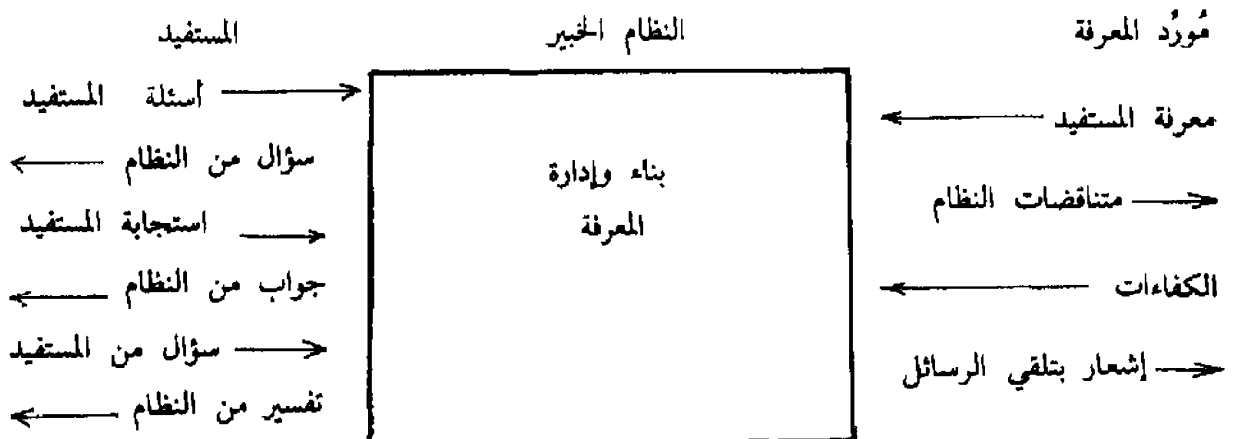 مُورِّد المعرفة
معرفة المستفيد
متناقضات النظام
الكفاءات
إشعار بتلقي الرسائل
النظام الخبير
بناء وإدارة
المعرفة
المستفيد
أسئلة المستفيد
سؤال من النظام
استجابة المستفيد
جواب من النظام
سؤال من المستفيد
تفسير من النظام